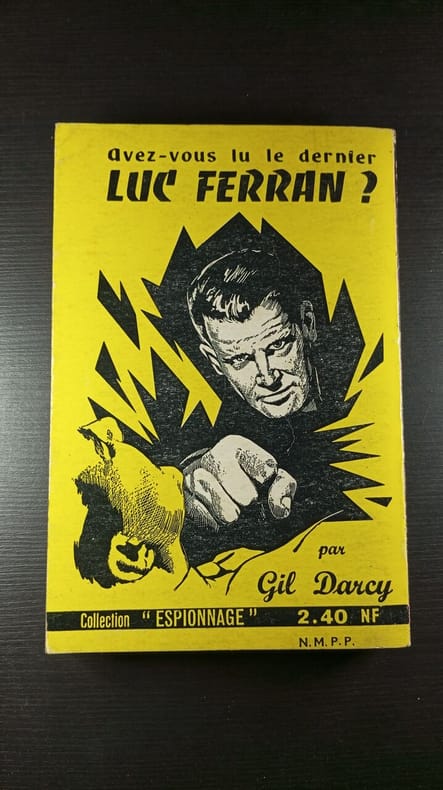 avez-vous lu le dernier
LUC FERRAN ?
par
Gil Darcy
Collection "ESPIONNAGE" 2.40 NF
N.M.P.P.